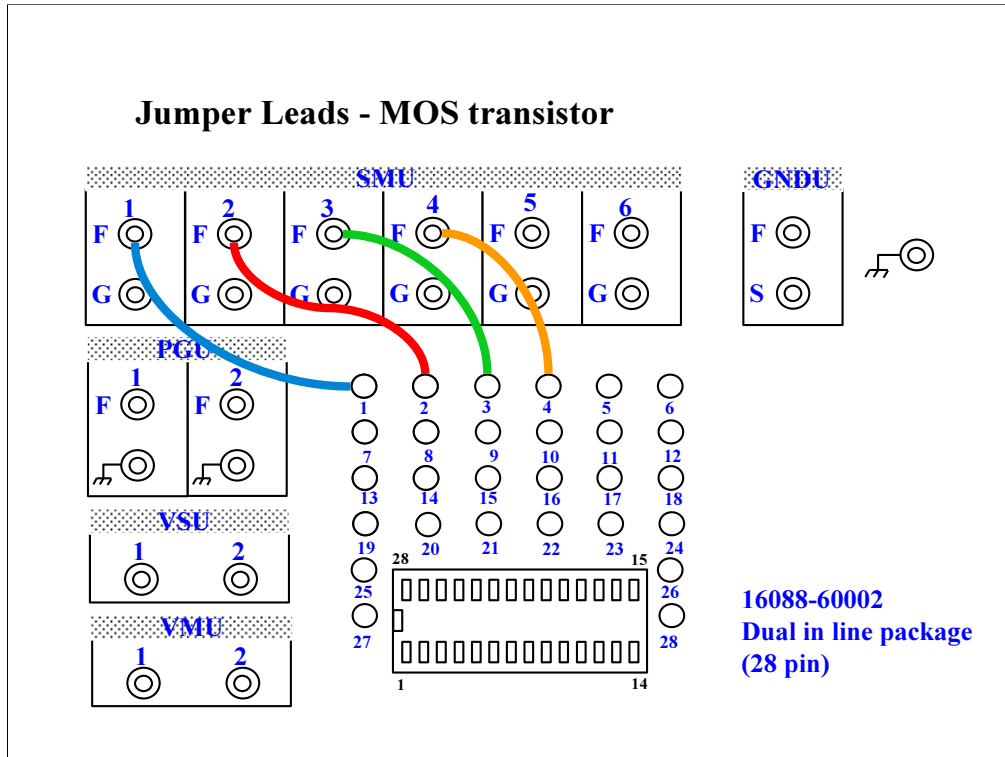 Jumper Leads - MOS transistor
SMU
GNDU
1 2 3 4 5 6
F F F F F F F
G G G G G G S
PGU
1 2
F F
1 2 3 4 5 6
7 8 9 10 11 12
13 14 15 16 17 18
VSU
19 20 21 22 23 24
1 2
28 15
25 26
16088-60002
VMU
27 28
Dual in line package
1 2
(28 pin)
1 14